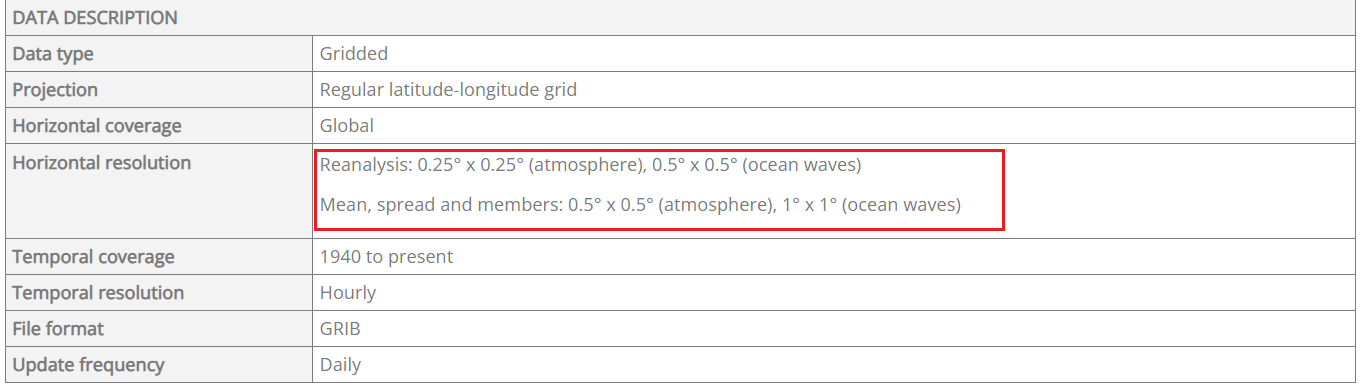 DATA DESCRIPTION
Data type Gridded
Projection Regular latitude-longitude grid
Horizontal coverage Global
Horizontal resolution Reanalysis: 0.25° x 0.25° (atmosphere), 0.5° x 0.5° (ocean waves)
Mean, spread and members: 0.5° x 0.5° (atmosphere), 1° x 1° (ocean waves)
Temporal coverage 1940 to present
Temporal resolution Hourly
File format GRIB
Update frequency Daily